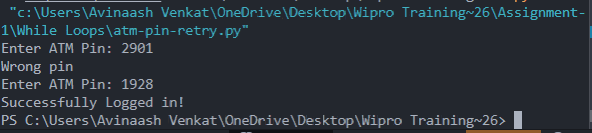 "c:\Users\Avinaash Venkat\OneDrive\Desktop\Wipro Training~26\Assignment-
1\While Loops\atm-pin-retry.py"
Enter ATM Pin: 2901
Wrong pin
Enter ATM Pin: 1928
Successfully Logged in!
PS C:\Users\Avinaash Venkat\OneDrive\Desktop\Wipro Training~26>